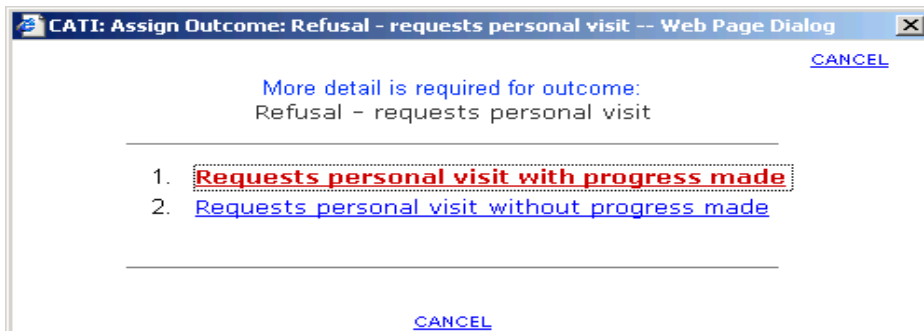 CATI: Assign Outcome: Refusal - requests personal visit -- Web Page Dialog
CANCEL
More detail is required for outcome:
Refusal - requests personal visit
1. Requests personal visit with progress made
2. Requests personal visit without progress made
CANCEL